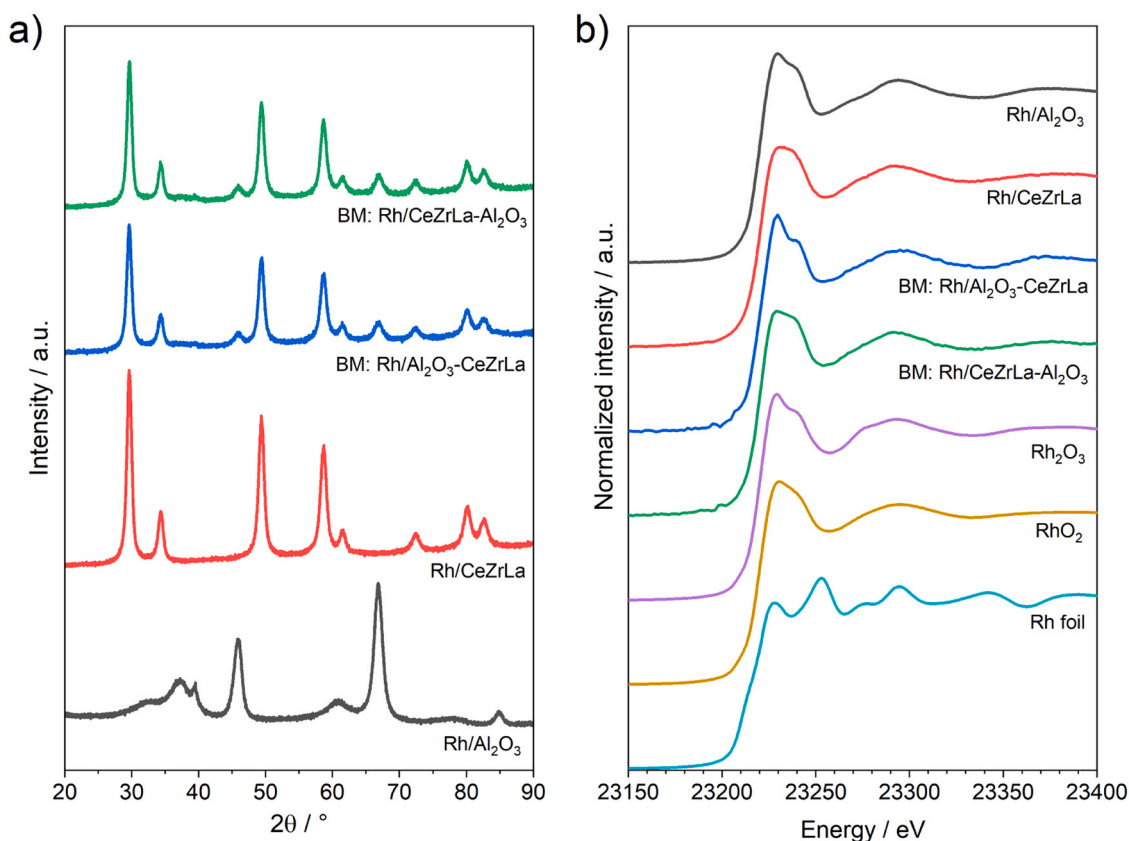 a)
Intensity / a.u.
BM: Rh/CeZrLa-Al₂O₃
BM: Rh/Al₂O₃-CeZrLa
Rh/CeZrLa
Rh/Al₂O₃
20 30 40 50 60 70 80 90
2θ / °
b)
Normalized intensity / a.u.
Rh/Al₂O₃
Rh/CeZrLa
BM: Rh/Al₂O₃-CeZrLa
BM: Rh/CeZrLa-Al₂O₃
Rh₂O₃
RhO₂
Rh foil
23150 23200 23250 23300 23350 23400
Energy / eV